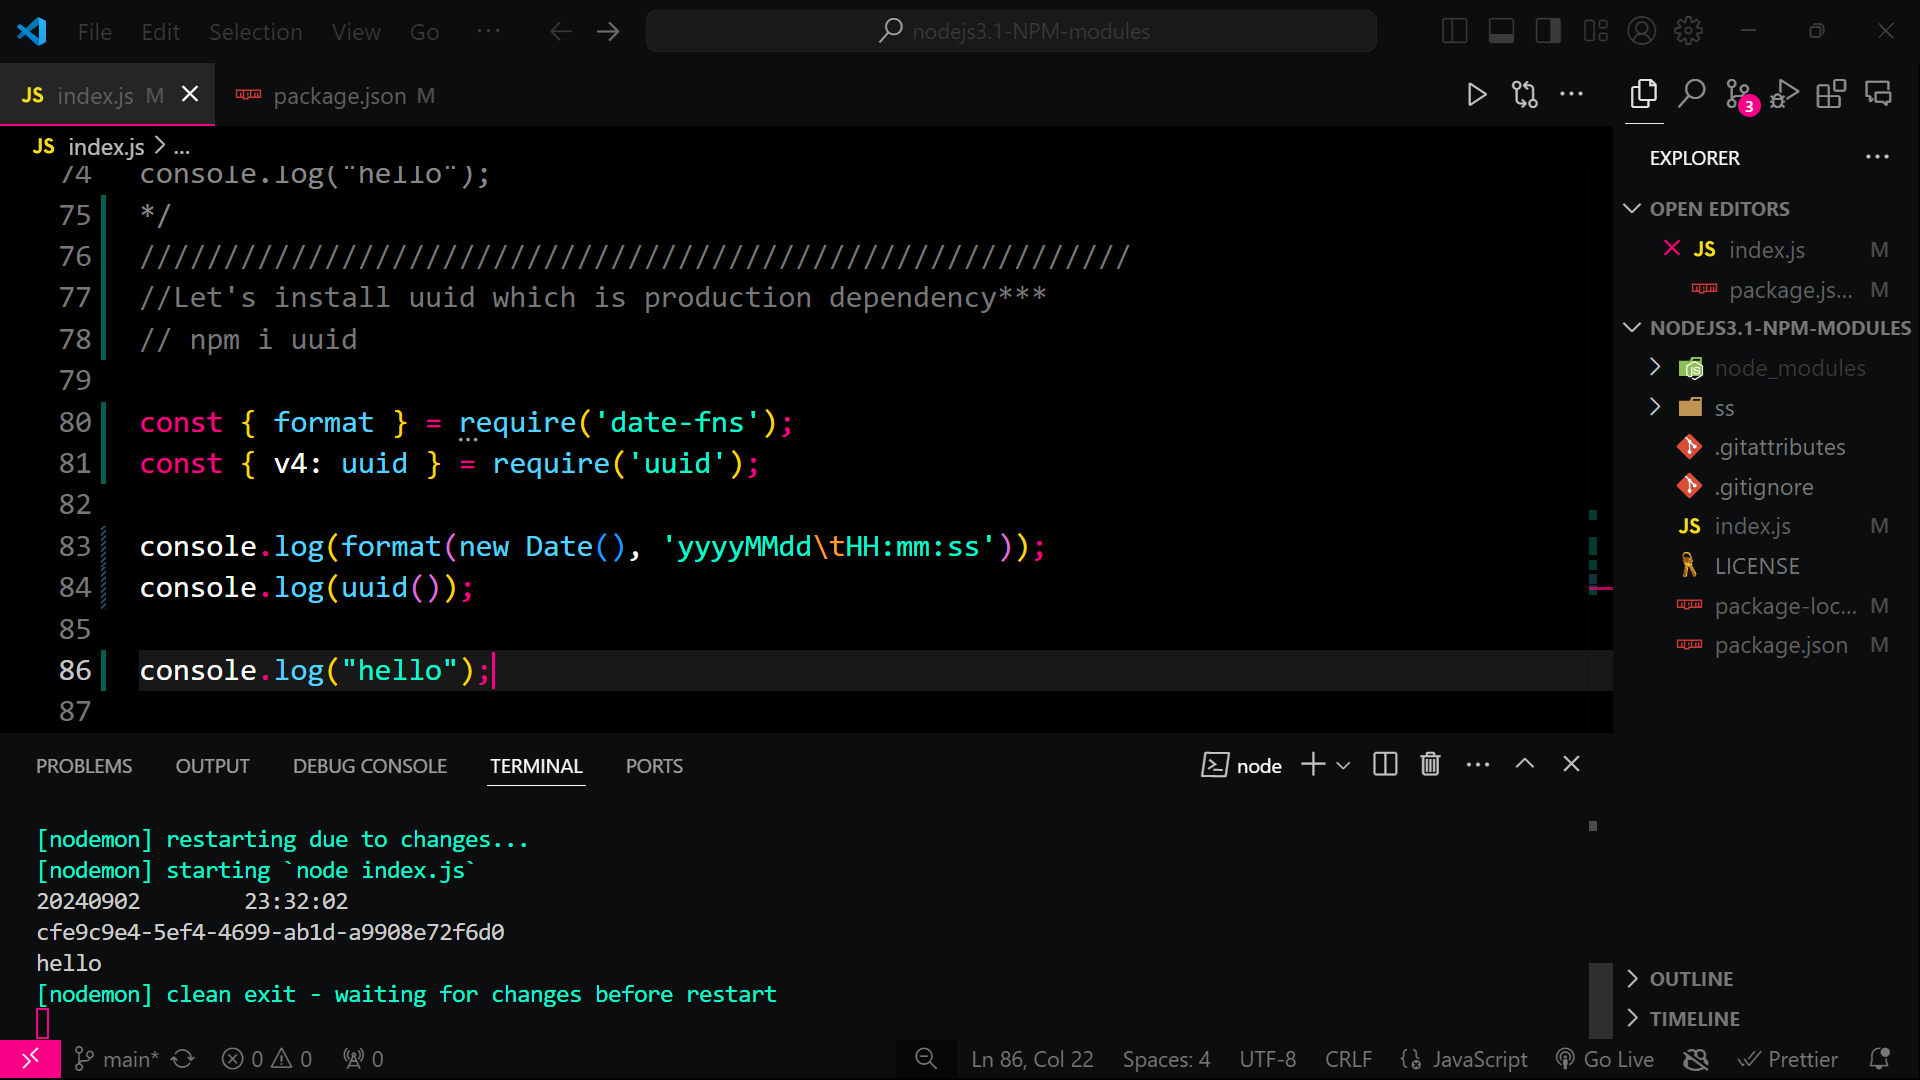 File Edit Selection View Go ··· nodejs3.1-NPM-modules
JS index.js M package.json M
JS index.js > ...
74 console.log("hello");
75 */
76 ///////////////////////////////////////////////////////////
77 //Let's install uuid which is production dependency***
78 // npm i uuid
79
80 const { format } = require('date-fns');
81 const { v4: uuid } = require('uuid');
82
83 console.log(format(new Date(), 'yyyyMMdd\tHH:mm:ss'));
84 console.log(uuid());
85
86 console.log("hello");
87
PROBLEMS OUTPUT DEBUG CONSOLE TERMINAL PORTS node
[nodemon] restarting due to changes...
[nodemon] starting `node index.js`
20240902 23:32:02
cfe9c9e4-5ef4-4699-ab1d-a9908e72f6d0
hello
[nodemon] clean exit - waiting for changes before restart
3
EXPLORER
OPEN EDITORS
JS index.js M
package.js... M
NODEJS3.1-NPM-MODULES
node_modules
ss
.gitattributes
.gitignore
JS index.js M
LICENSE
package-loc... M
package.json M
OUTLINE
TIMELINE
main* 0 0 0 Ln 86, Col 22 Spaces: 4 UTF-8 CRLF {} JavaScript Go Live Prettier